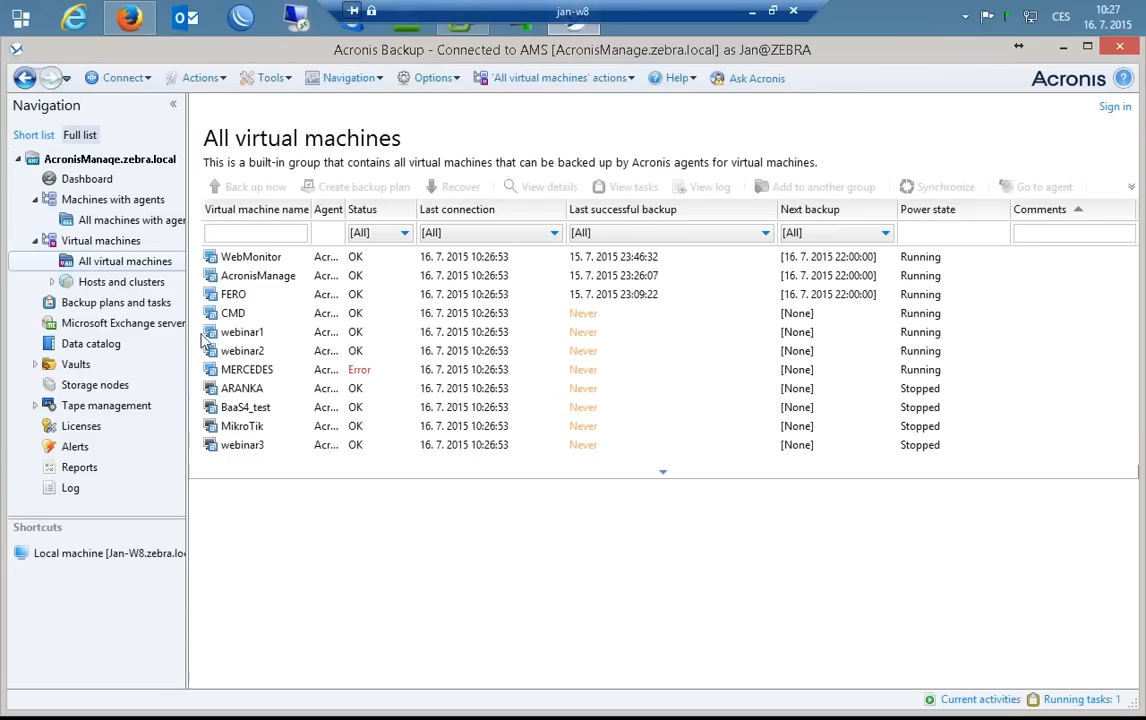 jan-w8
CES
10:27
16. 7. 2015
Acronis Backup - Connected to AMS [AcronisManage.zebra.local] as Jan@ZEBRA
Connect
Actions
Tools
Navigation
Options
'All virtual machines' actions
Help
Ask Acronis
Acronis
Sign in
Navigation
Short list
Full list
AcronisManage.zebra.local
Dashboard
Machines with agents
All machines with ager
Virtual machines
All virtual machines
Hosts and clusters
Backup plans and tasks
Microsoft Exchange server
Data catalog
Vaults
Storage nodes
Tape management
Licenses
Alerts
Reports
Log
Shortcuts
Local machine [Jan-W8.zebra.lo
All virtual machines
This is a built-in group that contains all virtual machines that can be backed up by Acronis agents for virtual machines.
Back up now Create backup plan Recover View details View tasks View log Add to another group Synchronize Go to agent
Virtual machine name Agent Status Last connection Last successful backup Next backup Power state Comments
[All] [All] [All] [All]
WebMonitor Acr... OK 16. 7. 2015 10:26:53 15. 7. 2015 23:46:32 [16. 7. 2015 22:00:00] Running
AcronisManage Acr... OK 16. 7. 2015 10:26:53 15. 7. 2015 23:26:07 [16. 7. 2015 22:00:00] Running
FERO Acr... OK 16. 7. 2015 10:26:53 15. 7. 2015 23:09:22 [16. 7. 2015 22:00:00] Running
CMD Acr... OK 16. 7. 2015 10:26:53 Never [None] Running
webinar1 Acr... OK 16. 7. 2015 10:26:53 Never [None] Running
webinar2 Acr... OK 16. 7. 2015 10:26:53 Never [None] Running
MERCEDES Acr... Error 16. 7. 2015 10:26:53 Never [None] Running
ARANKA Acr... OK 16. 7. 2015 10:26:53 Never [None] Stopped
BaaS4_test Acr... OK 16. 7. 2015 10:26:53 Never [None] Stopped
MikroTik Acr... OK 16. 7. 2015 10:26:53 Never [None] Stopped
webinar3 Acr... OK 16. 7. 2015 10:26:53 Never [None] Stopped
Current activities
Running tasks: 1